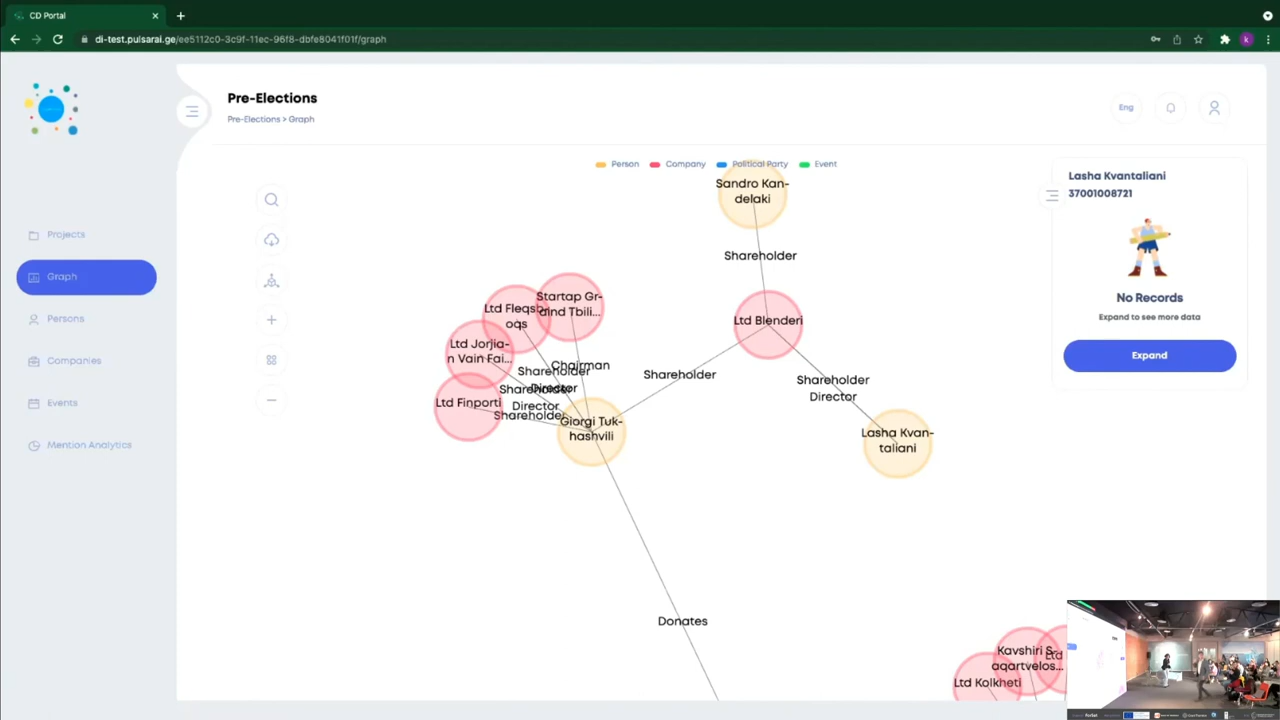 CD Portal
di-test.pulsarai.ge/ee5112c0-3c9f-11ec-96f8-dbfe8041f01f/graph
k
Pre-Elections
Pre-Elections > Graph
Eng
Projects
Graph
Persons
Companies
Events
Mention Analytics
Person
Company
Political Party
Event
Sandro Kan-
delaki
Shareholder
Ltd Blenderi
Startap Gr-
aind Tbili...
Ltd Fleqsh-
oqs
Ltd Jorjia-
n Vain Fai...
Ltd Finporti
Chairman
Shareholder
Director
Shareholder
Director
Shareholder
Giorgi Tuk-
hashvili
Shareholder
Shareholder
Director
Lasha Kvan-
taliani
Donates
Kavshiri S-
aqartvelos...
Ltd
Ltd Kolkheti
Lasha Kvantaliani
37001008721
No Records
Expand to see more data
Expand